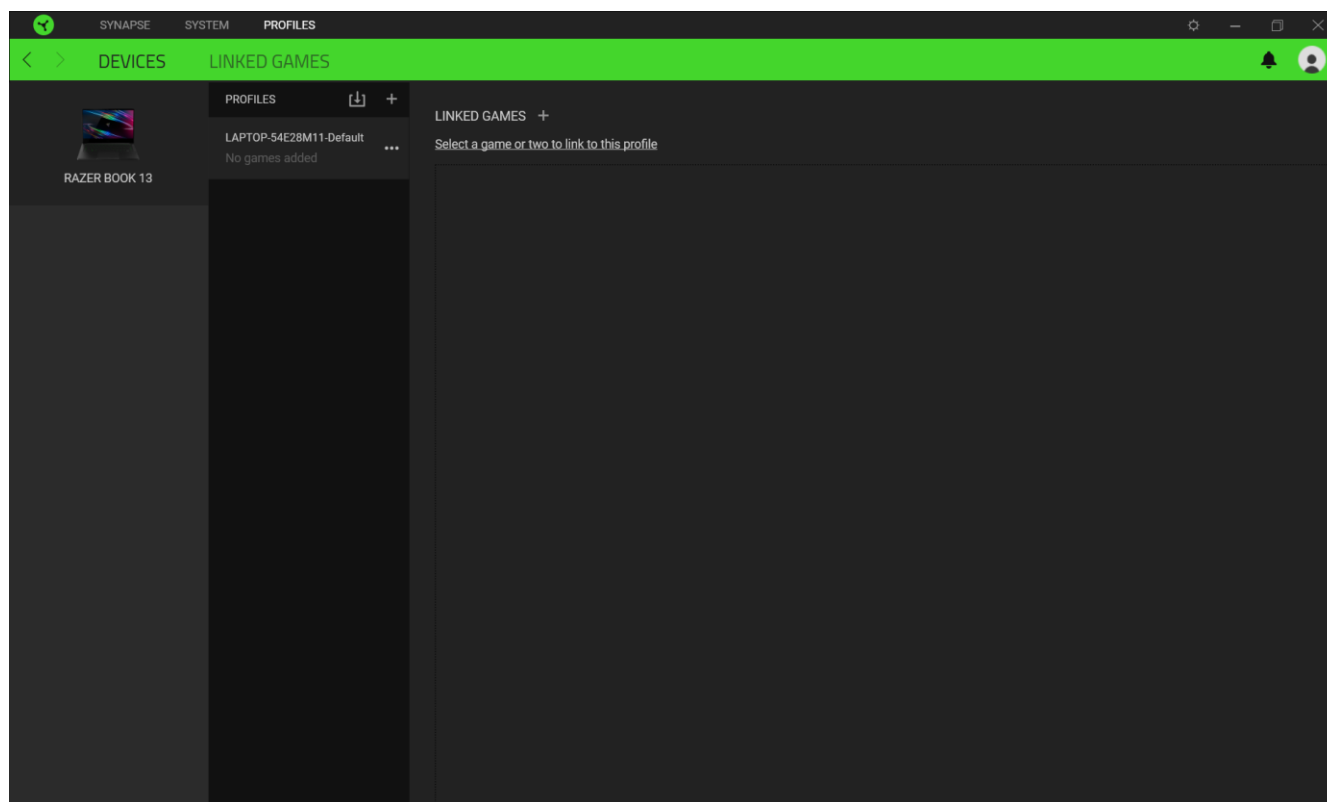 SYNAPSE SYSTEM PROFILES
DEVICES LINKED GAMES
RAZER BOOK 13
PROFILES
LAPTOP-54E28M11-Default
No games added
LINKED GAMES
Select a game or two to link to this profile